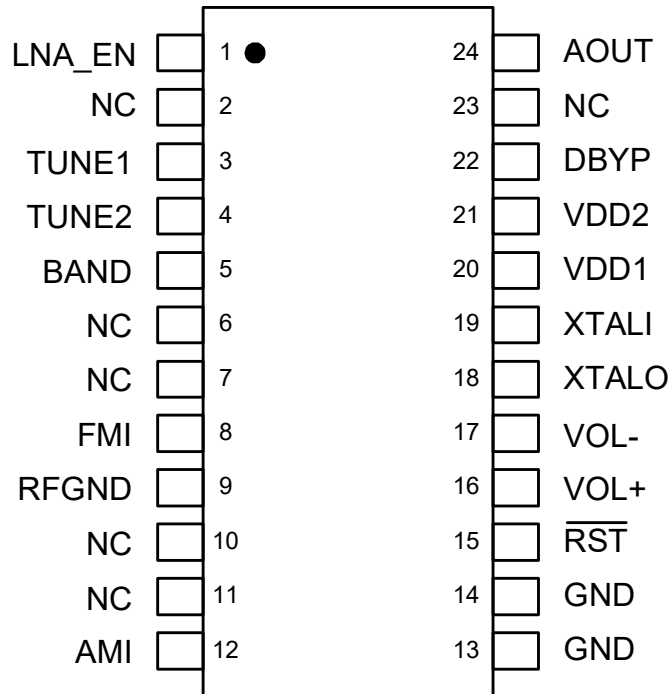 LNA_EN 1 24 AOUT
NC 2 23 NC
TUNE1 3 22 DBYP
TUNE2 4 21 VDD2
BAND 5 20 VDD1
NC 6 19 XTALI
NC 7 18 XTALO
FMI 8 17 VOL-
RFGND 9 16 VOL+
NC 10 15 RST
NC 11 14 GND
AMI 12 13 GND